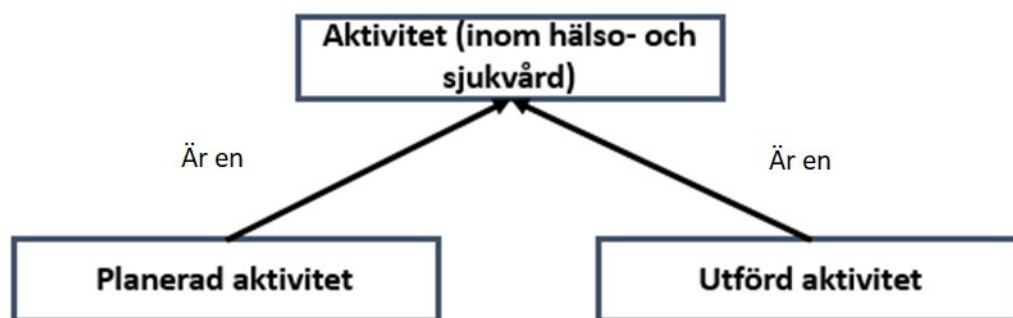 Aktivitet (inom hälso- och
sjukvård)
Är en
Är en
Planerad aktivitet
Utförd aktivitet